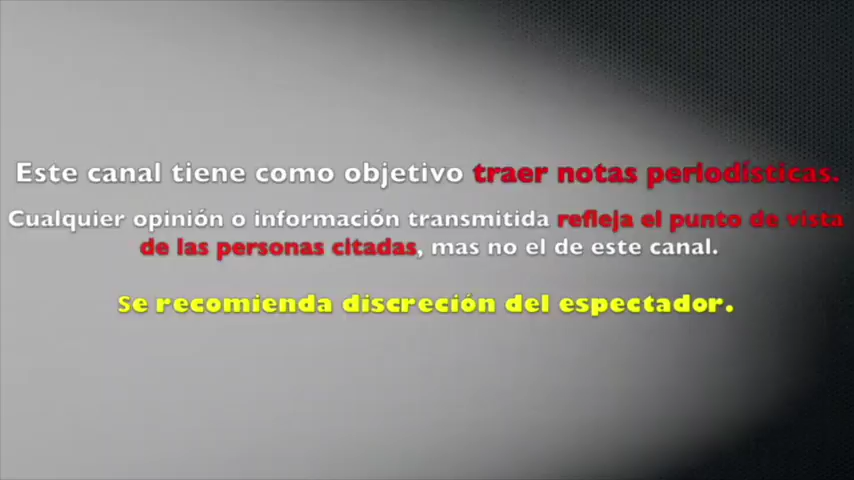 Este canal tiene como objetivo traer notas periodísticas.
Cualquier opinión o información transmitida refleja el punto de vista
de las personas citadas, mas no el de este canal.
Se recomienda discreción del espectador.